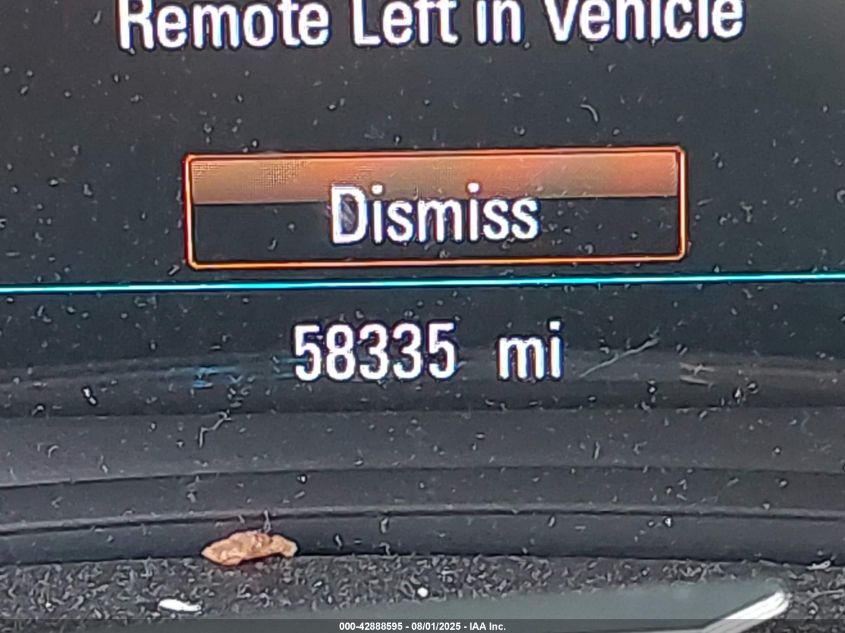 Remote Left in Vehicle
Dismiss
58335 mi
000-42888595 - 08/01/2025 - IAA Inc.